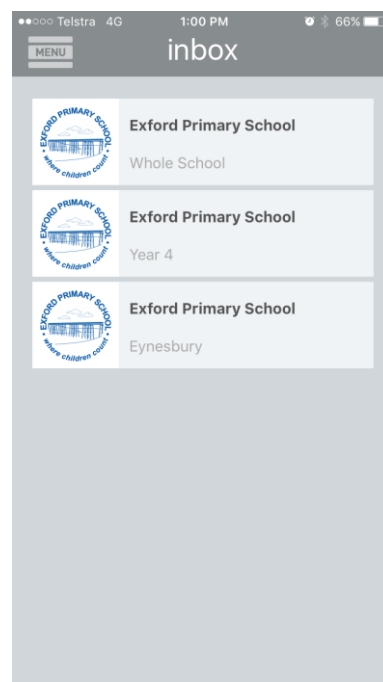 Telstra 4G 1:00 PM 66%
MENU
inbox
EXFORD PRIMARY SCHOOL
where children count
Exford Primary School
Whole School
EXFORD PRIMARY SCHOOL
where children count
Exford Primary School
Year 4
EXFORD PRIMARY SCHOOL
where children count
Exford Primary School
Eynesbury